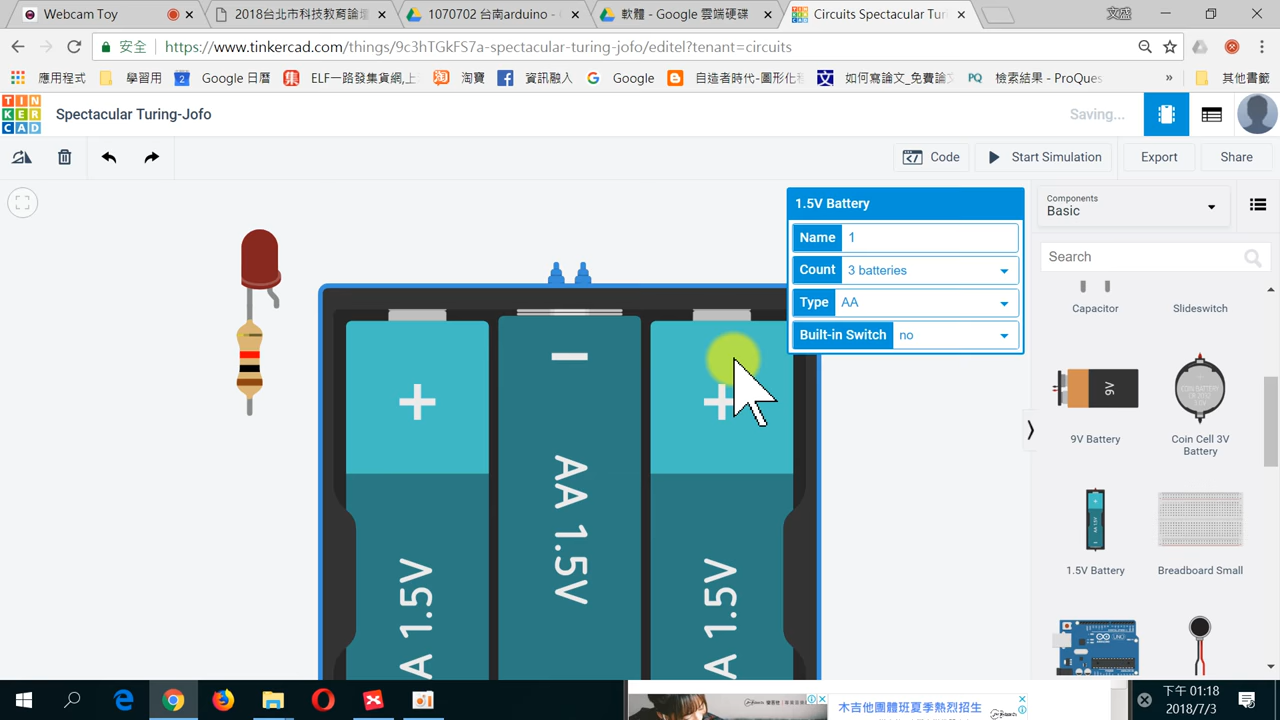 Webcam Toy
2018台北市科技教育論壇
1070702 台南arduino - G
軟體 - Google 雲端硬碟
Circuits Spectacular Turin
文盛
安全
https://www.tinkercad.com/things/9c3hTGkFS7a-spectacular-turing-jofo/editel?tenant=circuits
應用程式
學習用
2
Google 日曆
集
ELF一路發集貨網,上
淘
淘寶
資訊融入
Google
自造者時代-圖形化
文
如何寫論文_免費論文
PQ
檢索結果 - ProQues
»
其他書籤
TIN
KER
CAD
Spectacular Turing-Jofo
Saving...
Code
Start Simulation
Export
Share
1.5V Battery
Name 1
Count 3 batteries
Type AA
Built-in Switch no
Components
Basic
Search
Capacitor
Slideswitch
9V
COIN BATTERY
9V Battery
Coin Cell 3V
Battery
1.5V Battery
Breadboard Small
+
AA 1.5V
+
A 1.5V
A 1.5V
木吉他團體班夏季熱烈招生
下午 01:18
2018/7/3